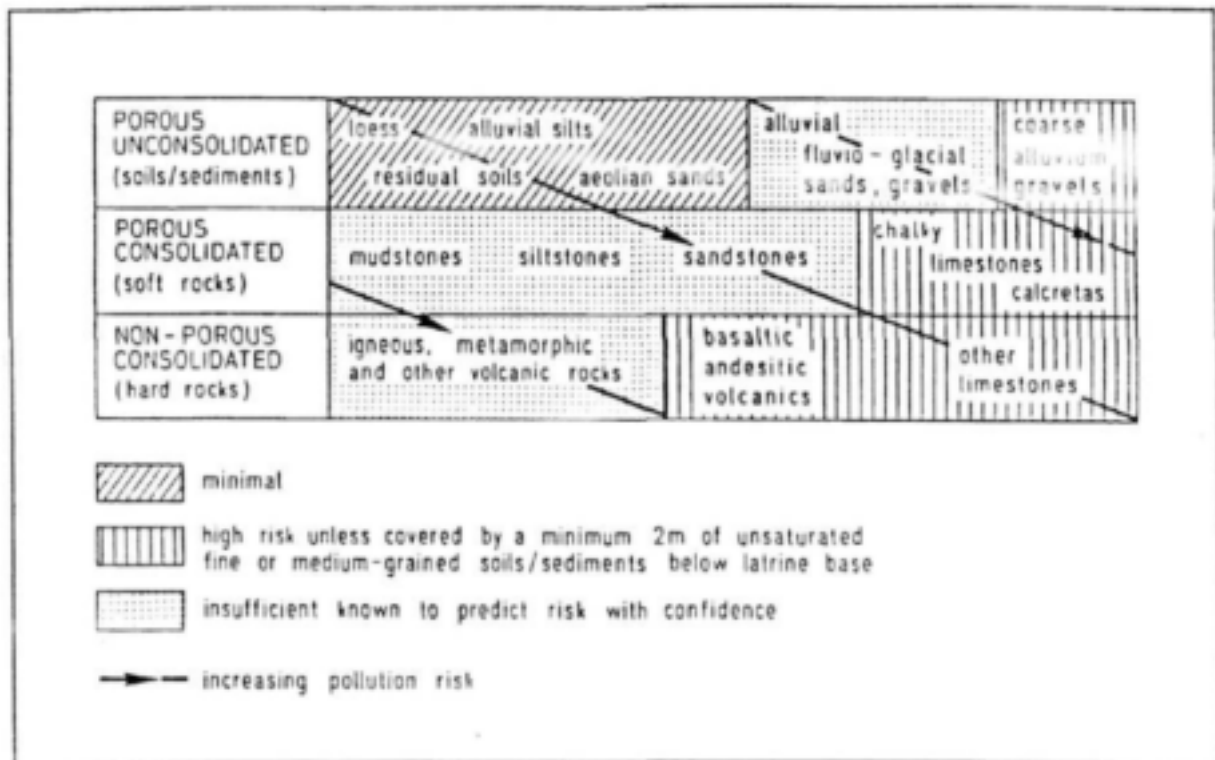 POROUS
UNCONSOLIDATED
(soils/sediments)
loess
alluvial silts
residual soils
aeolian sands
alluvial
fluvio-glacial
sands, gravels
coarse
alluvium
gravels
POROUS
CONSOLIDATED
(soft rocks)
mudstones
siltstones
sandstones
chalky
limestones
calcretas
NON-POROUS
CONSOLIDATED
(hard rocks)
igneous, metamorphic
and other volcanic rocks
basaltic
andesitic
volcanics
other
limestones
minimal
high risk unless covered by a minimum 2m of unsaturated
fine or medium-grained soils/sediments below latrine base
insufficient known to predict risk with confidence
increasing pollution risk